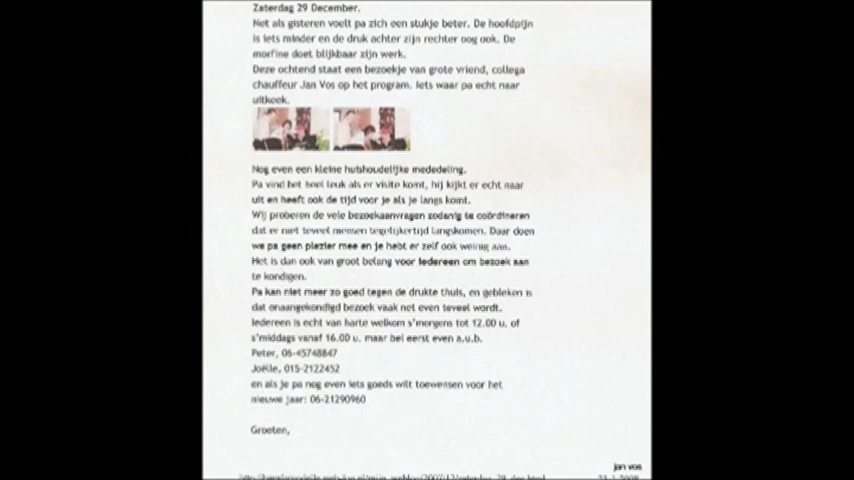 Zaterdag 29 December.
Net als gisteren voelt pa zich een stukje beter. De hoofdpijn
is iets minder en de druk achter zijn rechter oog ook. De
morfine doet blijkbaar zijn werk.
Deze ochtend staat een bezoekje van grote vriend, collega
chauffeur Jan Vos op het program. Iets waar pa echt naar
uitkeek.
Nog even een kleine huishoudelijke mededeling.
Pa vind het heel leuk als er visite komt, hij kijkt er echt naar
uit en heeft ook de tijd voor je als je langs komt.
Wij proberen de vele bezoekaanvragen zodanig te coördineren
dat er niet teveel mensen tegelijkertijd langskomen. Daar doen
we pa geen plezier mee en je hebt er zelf ook weinig aan.
Het is dan ook van groot belang voor iedereen om bezoek aan
te kondigen.
Pa kan niet meer zo goed tegen de drukte thuis, en gebleken is
dat onaangekondigd bezoek vaak net even teveel wordt.
Iedereen is echt van harte welkom s'morgens tot 12.00 u. of
s'middags vanaf 16.00 u. maar bel eerst even a.u.b.
Peter, 06-45748847
Joëlle, 015-2122452
en als je pa nog even iets goeds wilt toewensen voor het
nieuwe jaar: 06-21290960
Groeten,
jan vos